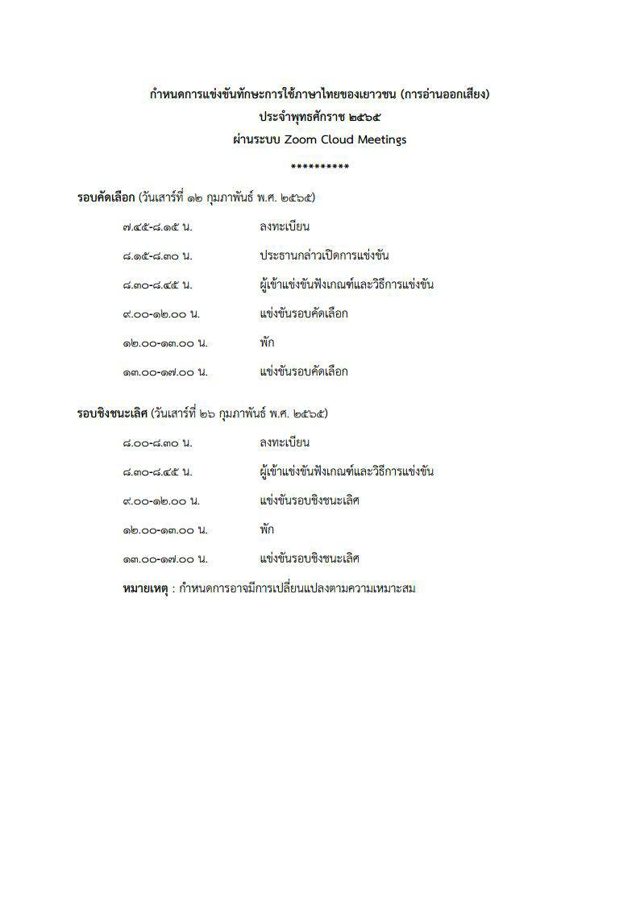 กำหนดการแข่งขันทักษะการใช้ภาษาไทยของเยาวชน (การอ่านออกเสียง)
ประจำพุทธศักราช ๒๕๖๕
ผ่านระบบ Zoom Cloud Meetings
**********
รอบคัดเลือก (วันเสาร์ที่ ๑๒ กุมภาพันธ์ พ.ศ. ๒๕๖๕)
๗.๔๕-๘.๑๕ น. ลงทะเบียน
๘.๑๕-๘.๓๐ น. ประธานกล่าวเปิดการแข่งขัน
๘.๓๐-๘.๔๕ น. ผู้เข้าแข่งขันฟังเกณฑ์และวิธีการแข่งขัน
๙.๐๐-๑๒.๐๐ น. แข่งขันรอบคัดเลือก
๑๒.๐๐-๑๓.๐๐ น. พัก
๑๓.๐๐-๑๗.๐๐ น. แข่งขันรอบคัดเลือก
รอบชิงชนะเลิศ (วันเสาร์ที่ ๒๖ กุมภาพันธ์ พ.ศ. ๒๕๖๕)
๘.๐๐-๘.๓๐ น. ลงทะเบียน
๘.๓๐-๘.๔๕ น. ผู้เข้าแข่งขันฟังเกณฑ์และวิธีการแข่งขัน
๙.๐๐-๑๒.๐๐ น. แข่งขันรอบชิงชนะเลิศ
๑๒.๐๐-๑๓.๐๐ น. พัก
๑๓.๐๐-๑๗.๐๐ น. แข่งขันรอบชิงชนะเลิศ
หมายเหตุ : กำหนดการอาจมีการเปลี่ยนแปลงตามความเหมาะสม